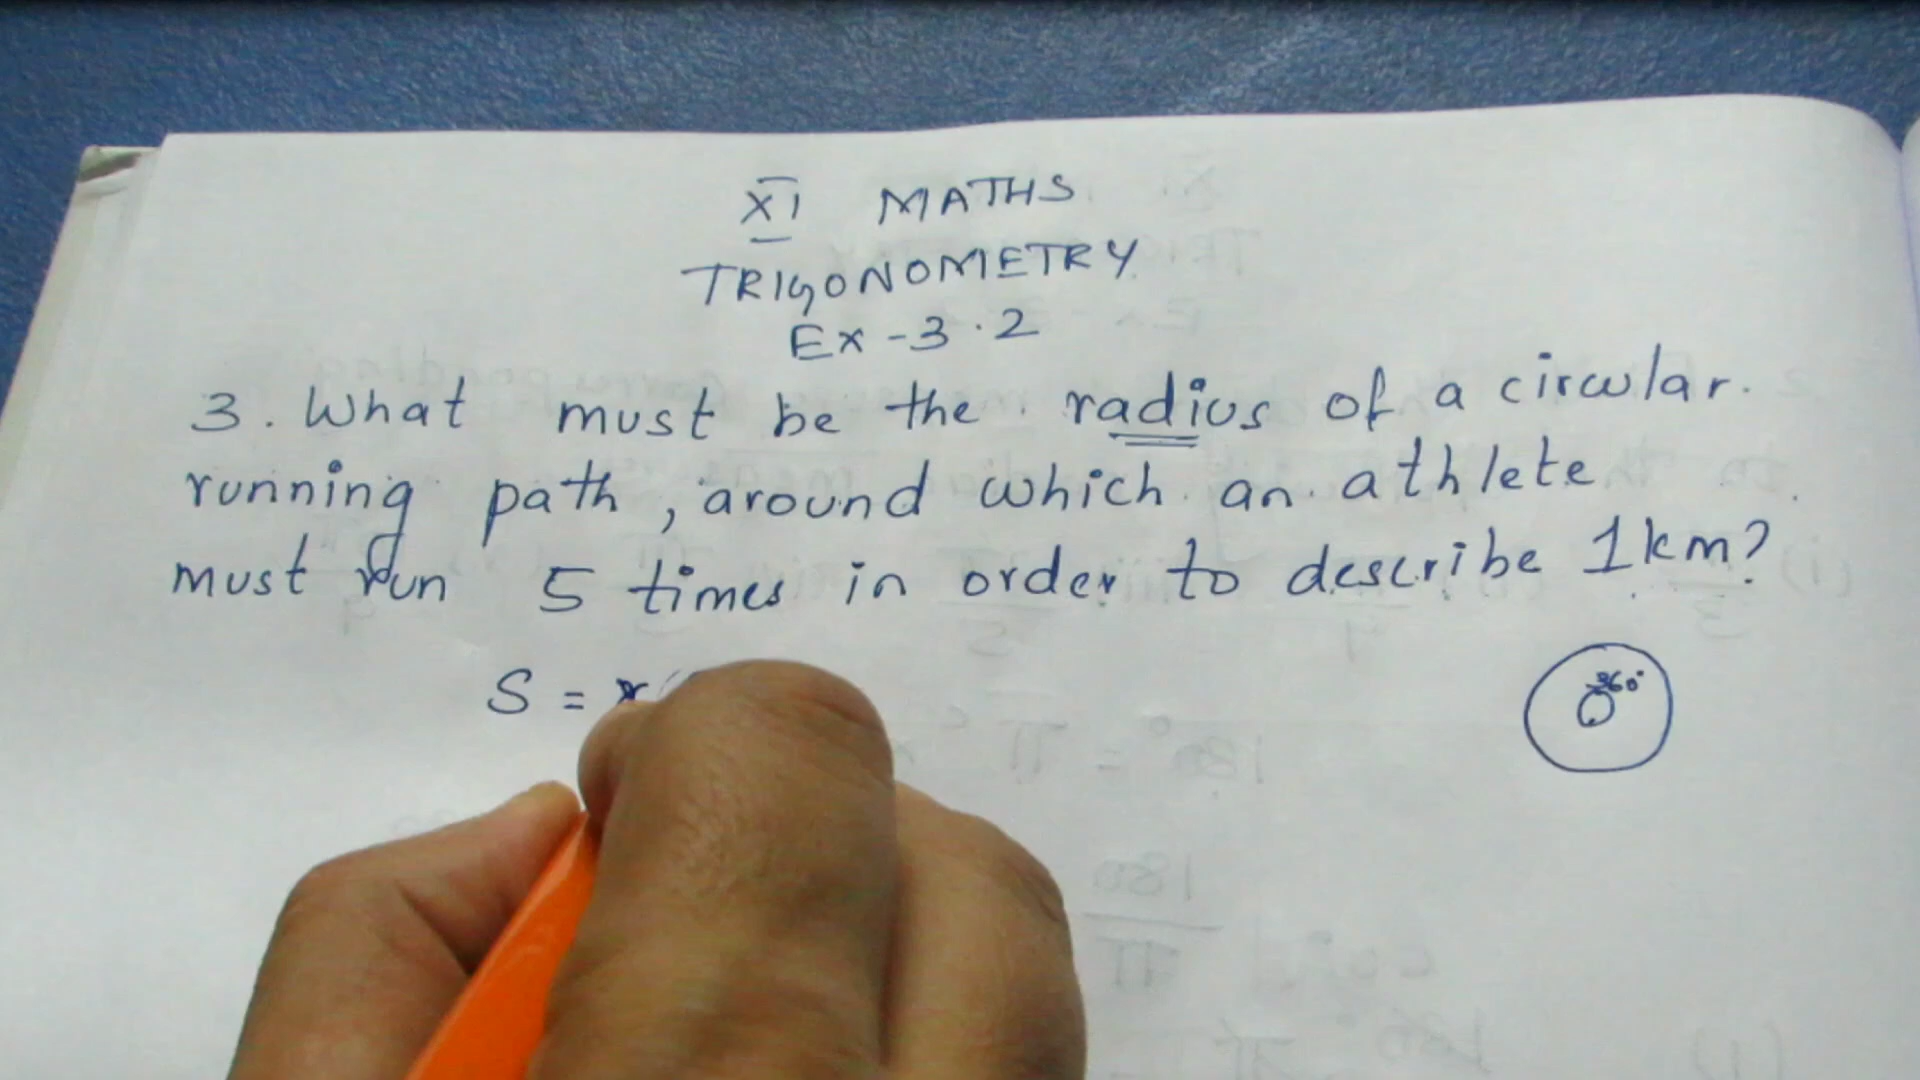 XI MATHS
TRIGONOMETRY
Ex - 3.2
3. What must be the radius of a circular
running path, around which an athlete
must run 5 times in order to describe 1km?
S = r
360°